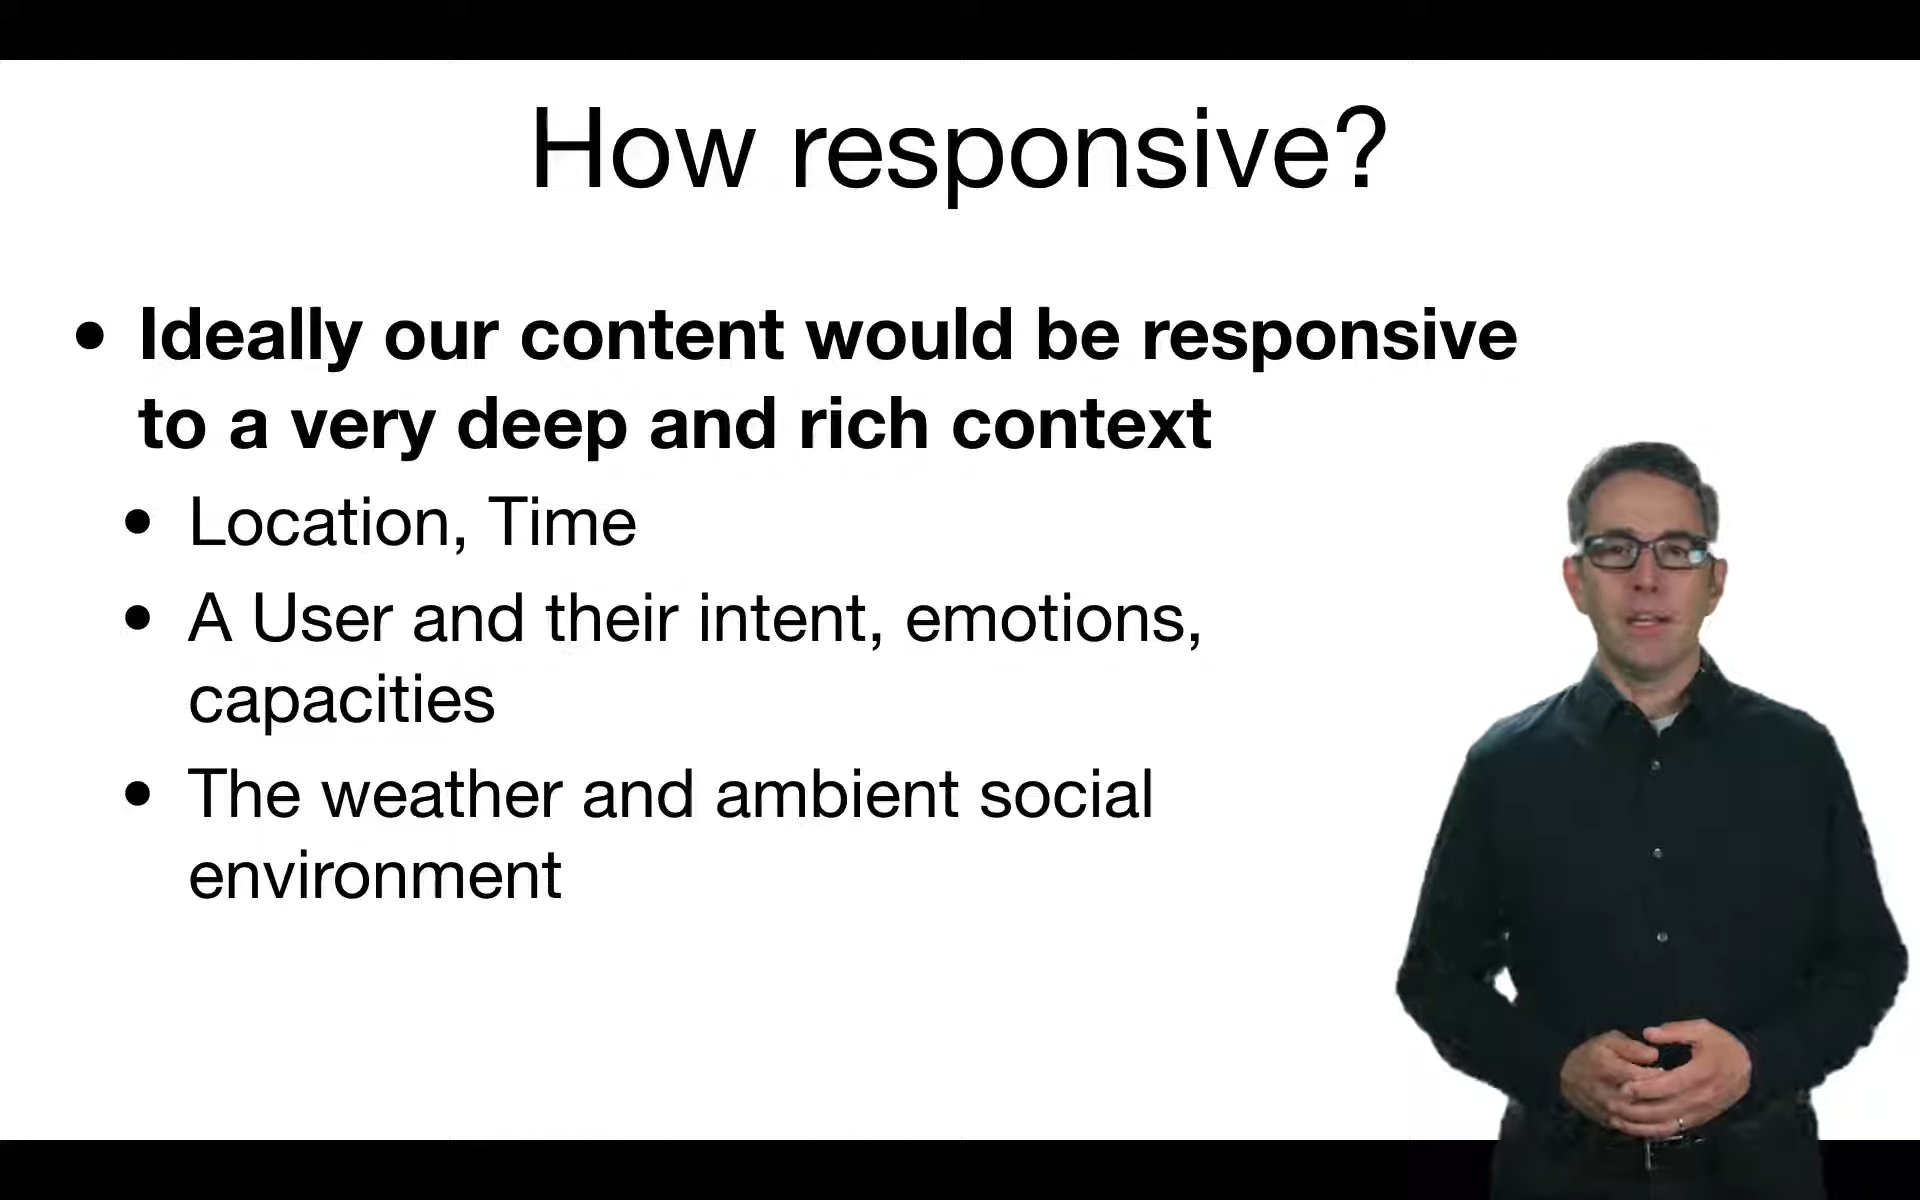 How responsive?
• Ideally our content would be responsive
to a very deep and rich context
• Location, Time
• A User and their intent, emotions,
capacities
• The weather and ambient social
environment